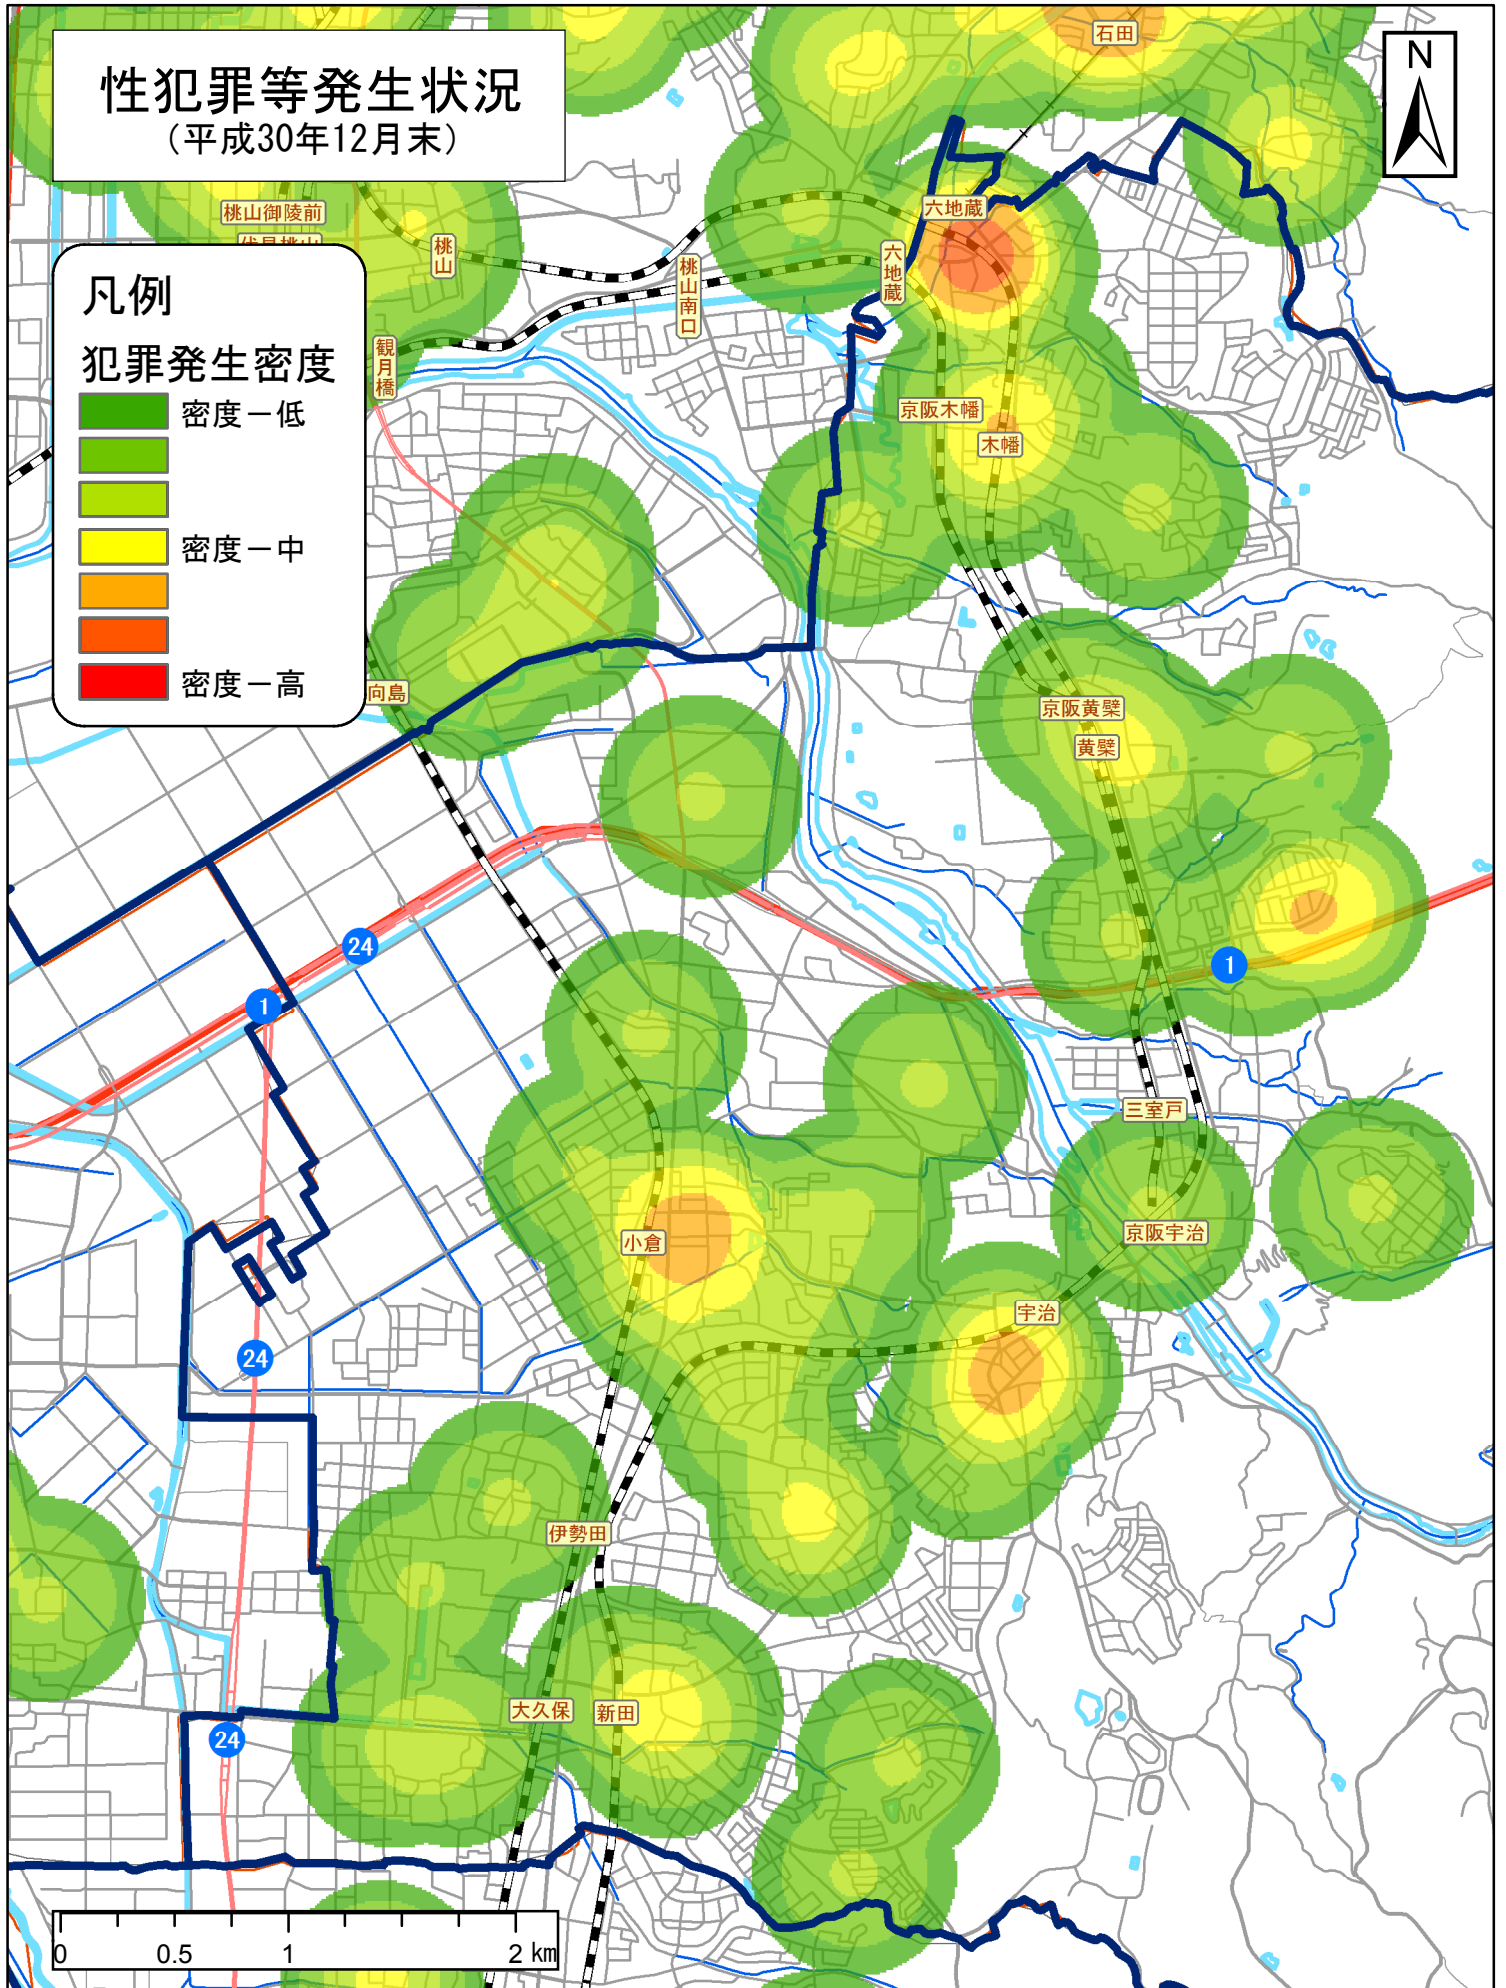 性犯罪等発生状況
（平成30年12月末）
N
石田
桃山御陵前
伏見桃山
桃山
桃山南口
六地蔵
六地蔵
観月橋
京阪木幡
木幡
凡例
犯罪発生密度
密度－低
密度－中
密度－高
向島
京阪黄檗
黄檗
24
1
1
三室戸
京阪宇治
小倉
宇治
24
伊勢田
大久保
新田
24
0 0.5 1 2 km